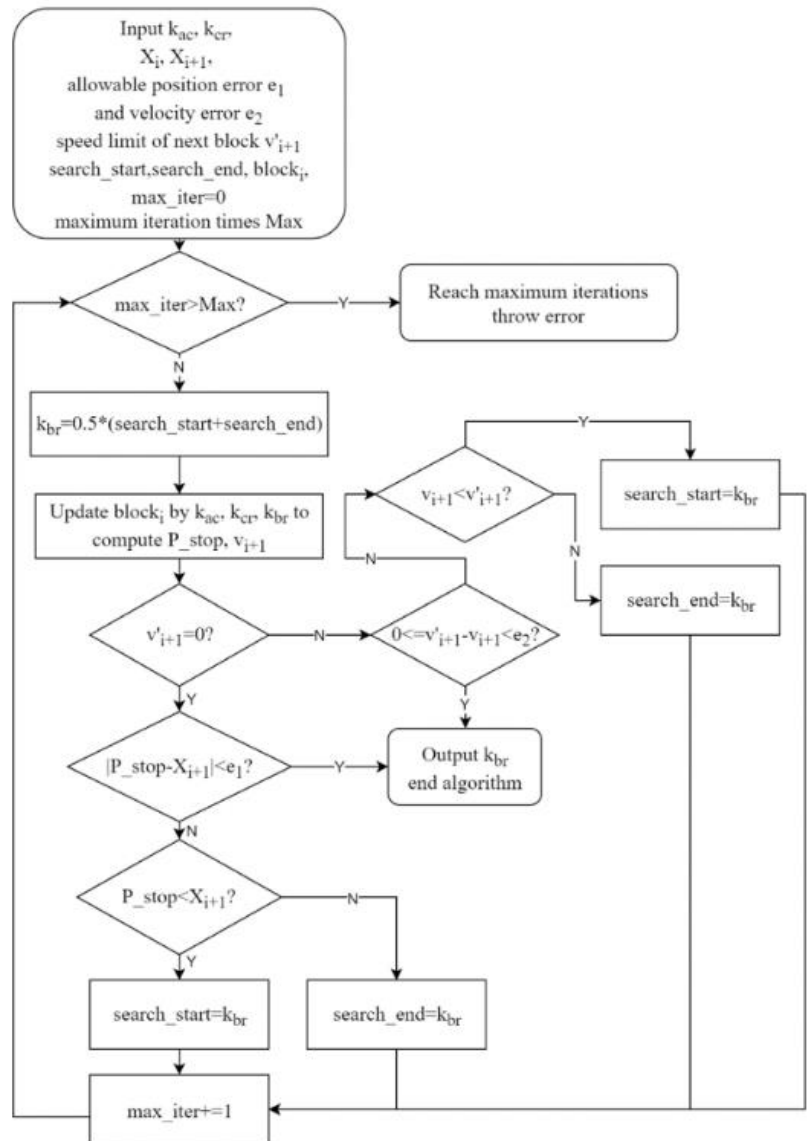 Input k_ac, k_cr,
X_i, X_i+1,
allowable position error e_1
and velocity error e_2
speed limit of next block v'_i+1
search_start,search_end, block_i,
max_iter=0
maximum iteration times Max
max_iter>Max?
Y
Reach maximum iterations
throw error
N
k_br=0.5*(search_start+search_end)
Update block_i by k_ac, k_cr, k_br to
compute P_stop, v_i+1
v'_i+1=0?
N
0<=v'_i+1-v_i+1<e_2?
N
v_i+1<v'_i+1?
Y
search_start=k_br
N
search_end=k_br
Y
Y
|P_stop-X_i+1|<e_1?
Y
Output k_br
end algorithm
N
P_stop<X_i+1?
N
Y
search_start=k_br
search_end=k_br
max_iter+=1